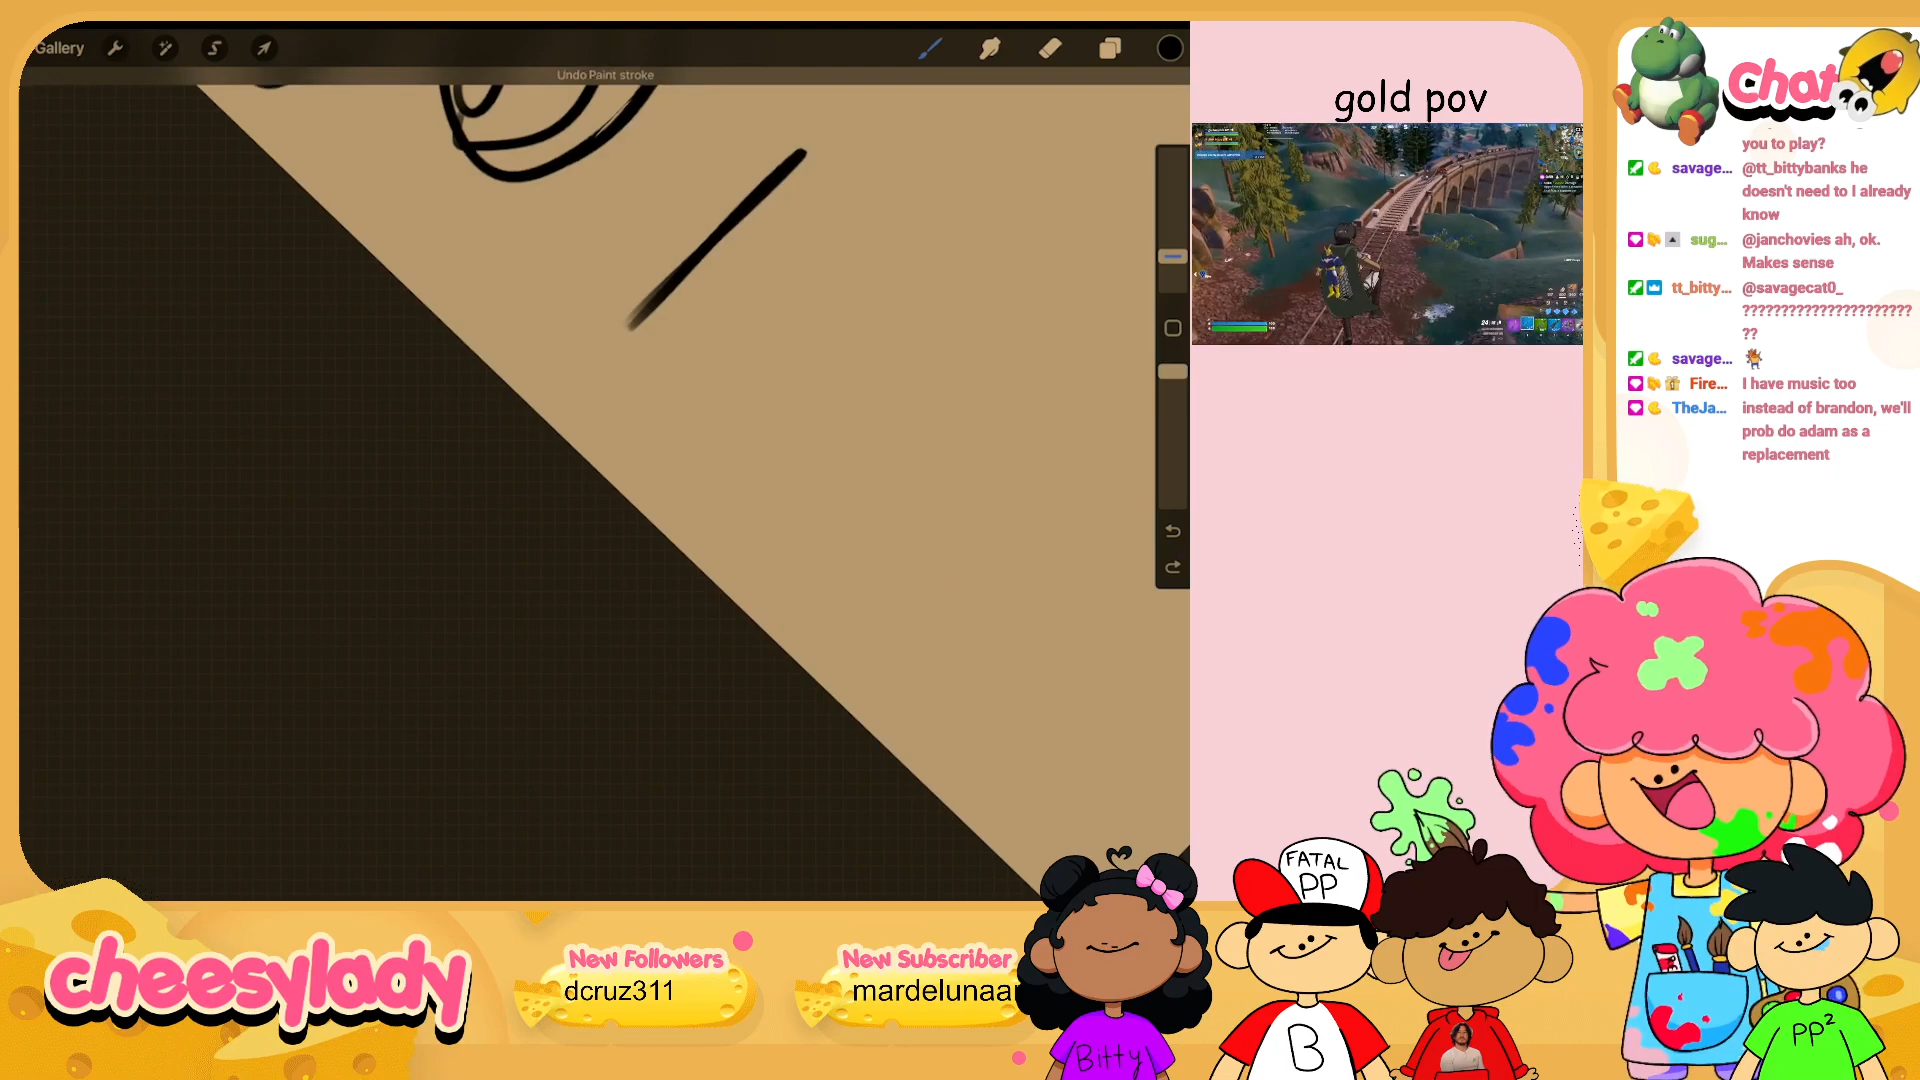 Gallery
Undo Paint stroke
gold pov
Chat
you to play?
savage... @tt_bittybanks he
doesn't need to I already
know
sug... @janchovies ah, ok.
Makes sense
tt_bitty... @savagecat0_
??????????????????????
??
savage...
Fire... I have music too
TheJa... instead of brandon, we'll
prob do adam as a
replacement
FATAL
PP
cheesylady
New Followers
dcruz311
New Subscriber
mardelunaar
Bitty
B
PP²